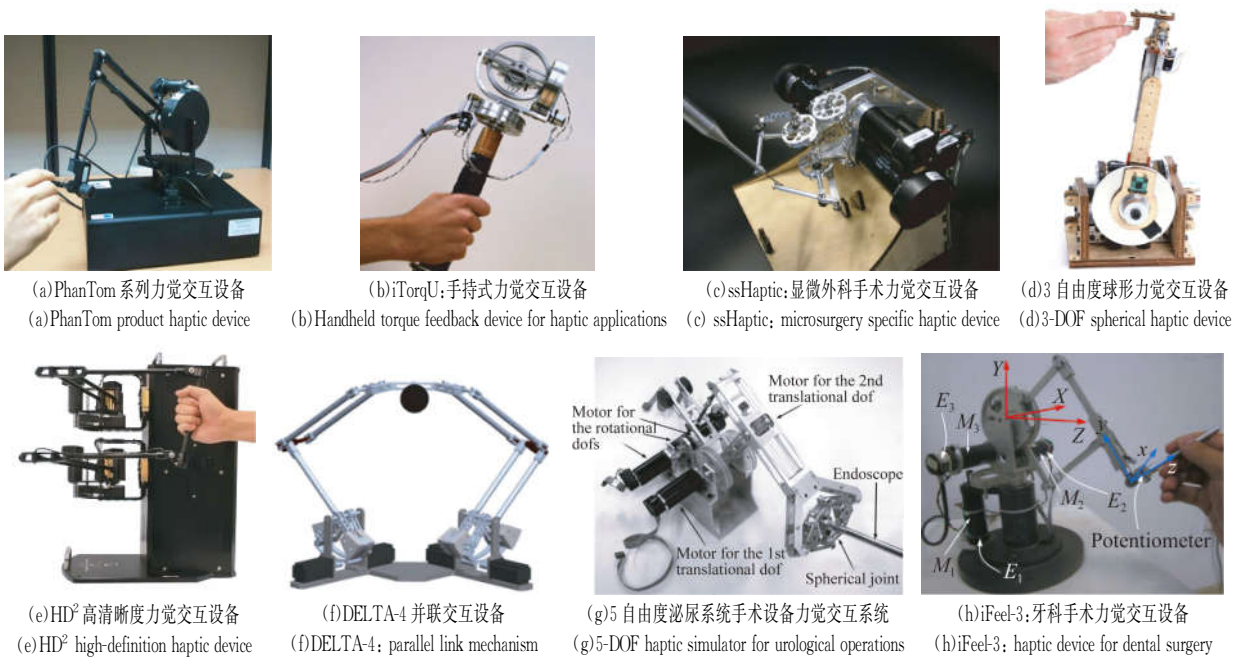 (a)PhanTom 系列力觉交互设备
(a)PhanTom product haptic device
(b)iTorqU:手持式力觉交互设备
(b)Handheld torque feedback device for haptic applications
(c)ssHaptic:显微外科手术力觉交互设备
(c) ssHaptic: microsurgery specific haptic device
(d)3 自由度球形力觉交互设备
(d)3-DOF spherical haptic device
(e)HD² 高清晰度力觉交互设备
(e)HD² high-definition haptic device
(f)DELTA-4 并联交互设备
(f)DELTA-4: parallel link mechanism
Motor for the 2nd
translational dof
Motor for
the rotational
dofs
Endoscope
Motor for the 1st
translational dof
Spherical joint
(g)5 自由度泌尿系统手术设备力觉交互系统
(g)5-DOF haptic simulator for urological operations
Y
X
Z
E₃
M₃
y
x
z
M₂
E₂
Potentiometer
M₁
E₁
(h)iFeel-3:牙科手术力觉交互设备
(h)iFeel-3: haptic device for dental surgery